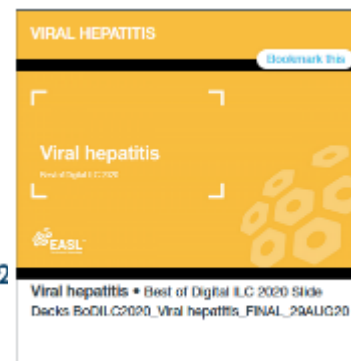 VIRAL HEPATITIS
Bookmark this
Viral hepatitis
Best of Digital ILC 2020
EASL
2
Viral hepatitis • Best of Digital ILC 2020 Slide
Decks BoDILC2020_Viral hepatitis_FINAL_29AUG20